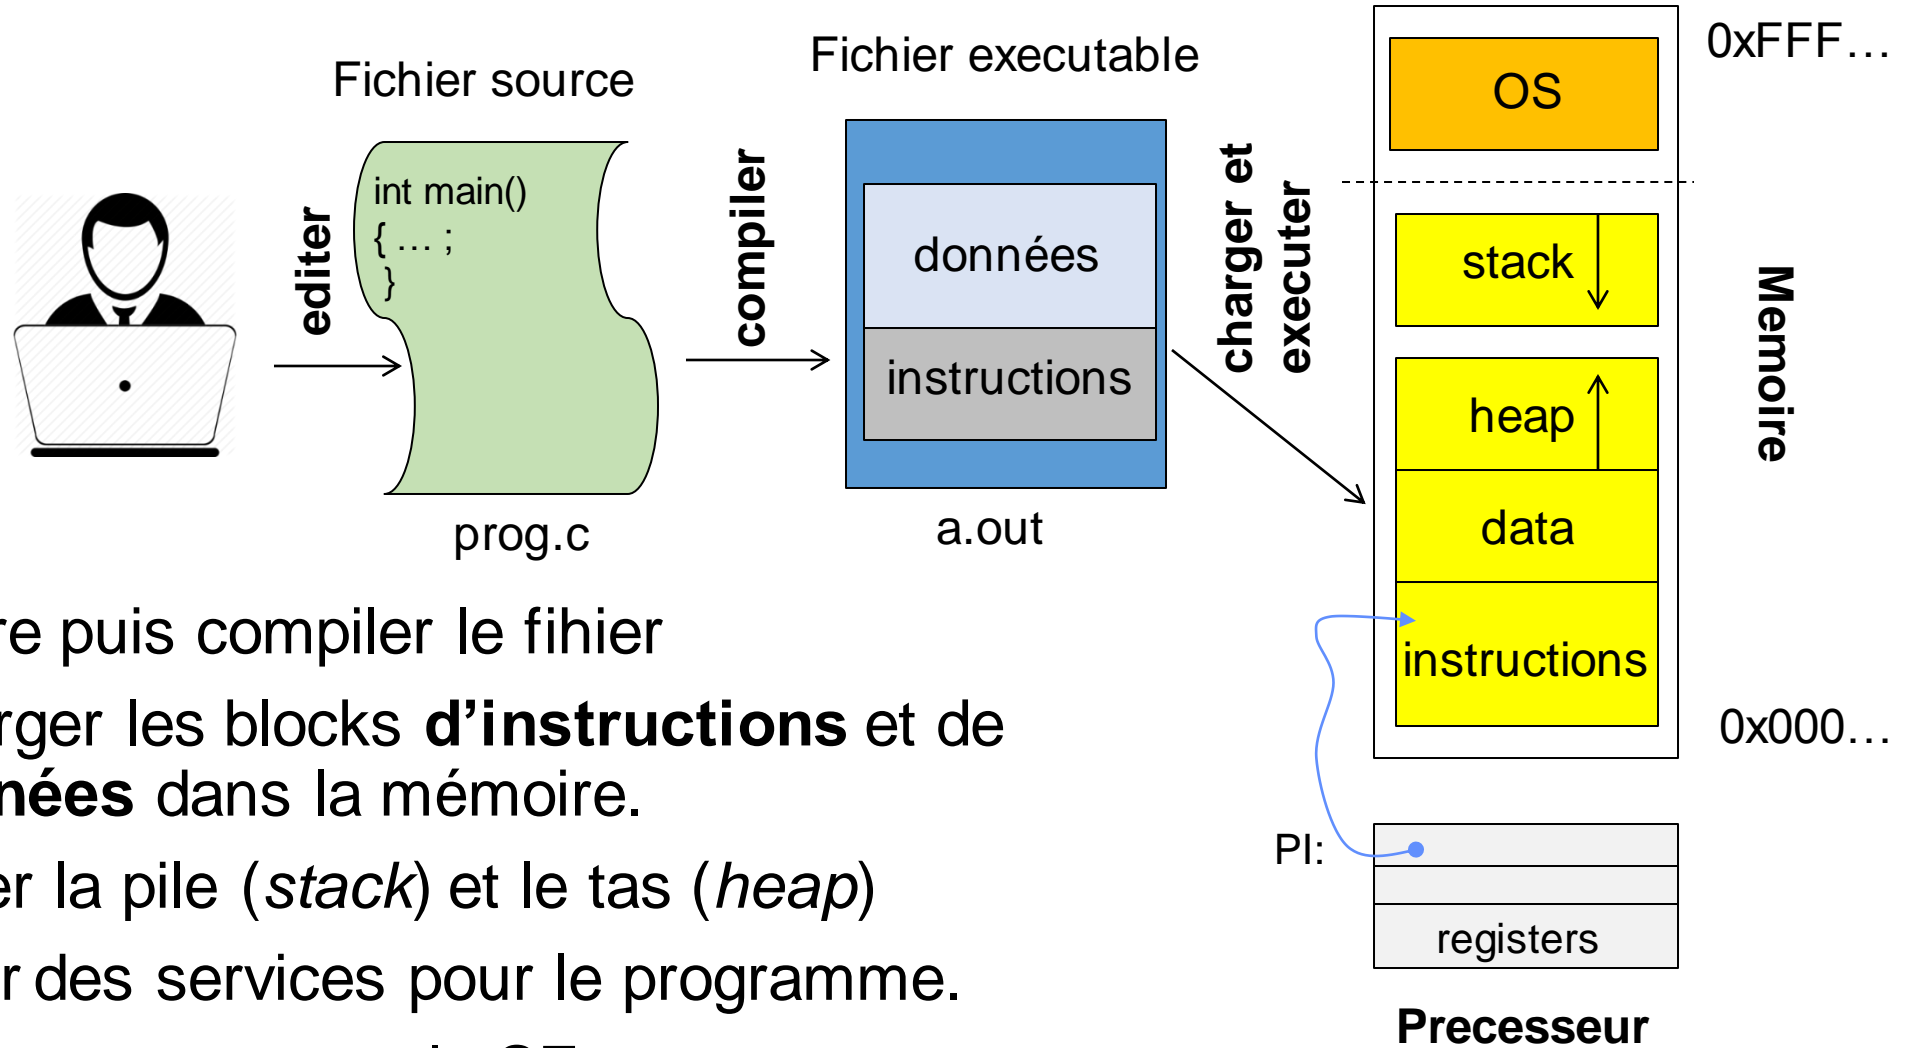 Fichier source
Fichier executable
0xFFF…
OS
int main()
{ … ;
}
editer
compiler
données
instructions
charger et
executer
stack
heap
data
instructions
Memoire
prog.c
a.out
0x000…
re puis compiler le fihier
rger les blocks d’instructions et de
nées dans la mémoire.
er la pile (stack) et le tas (heap)
r des services pour le programme.
PI:
registers
Precesseur